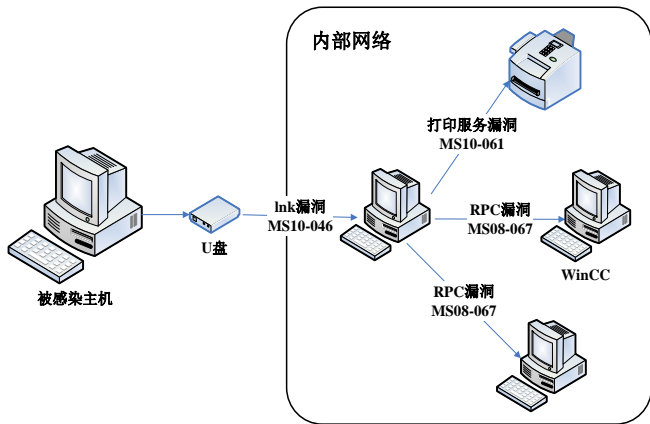 内部网络
打印服务漏洞
MS10-061
lnk漏洞
MS10-046
RPC漏洞
MS08-067
U盘
WinCC
被感染主机
RPC漏洞
MS08-067